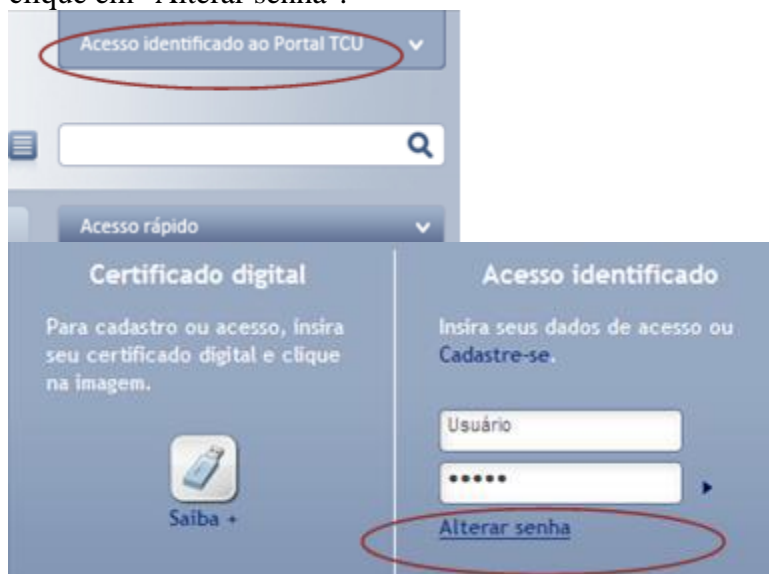 clique em "Alterar senha".
Acesso identificado ao Portal TCU
Acesso rápido
Certificado digital
Para cadastro ou acesso, insira
seu certificado digital e clique
na imagem.
Saiba +
Acesso identificado
Insira seus dados de acesso ou
Cadastre-se.
Usuário
•••••
Alterar senha